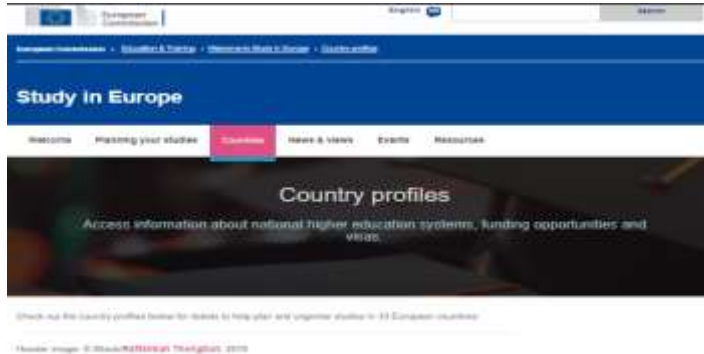 European
Commission
English
Search
European Commission > Education & Training > Study in Europe > Country profiles
Study in Europe
Welcome Planning your studies Countries News & views Events Resources
Country profiles
Access information about national higher education systems, funding opportunities and
visas.
Check out the country profiles below for details to help plan and organise studies in 33 European countries:
Header image: © iStock/ 2019